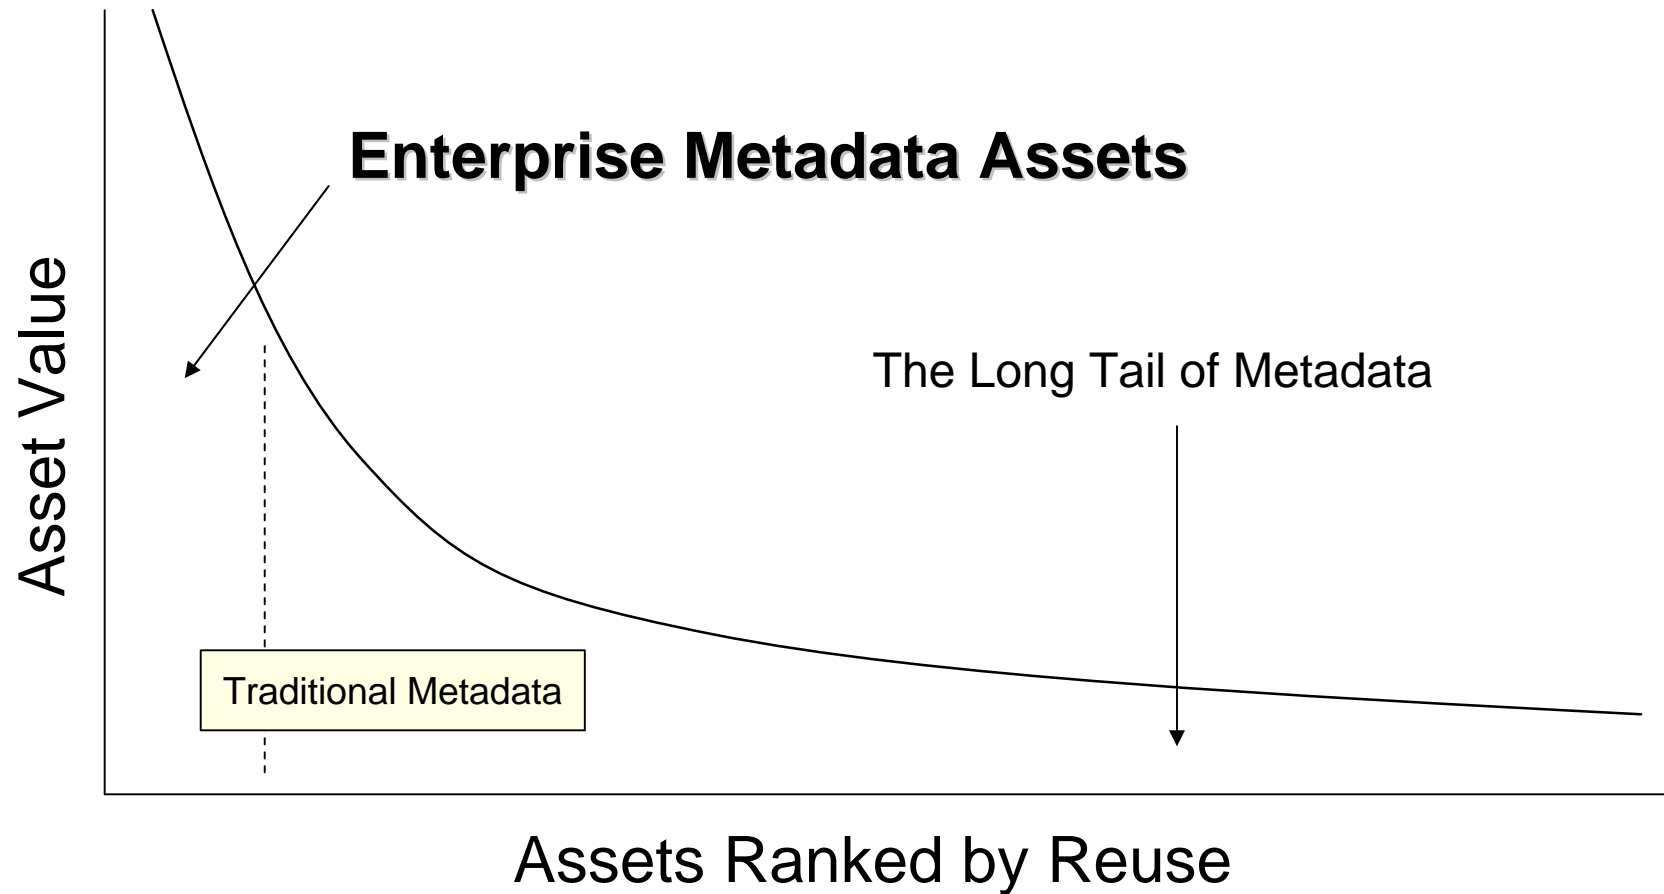 Enterprise Metadata Assets
Asset Value
The Long Tail of Metadata
Traditional Metadata
Assets Ranked by Reuse